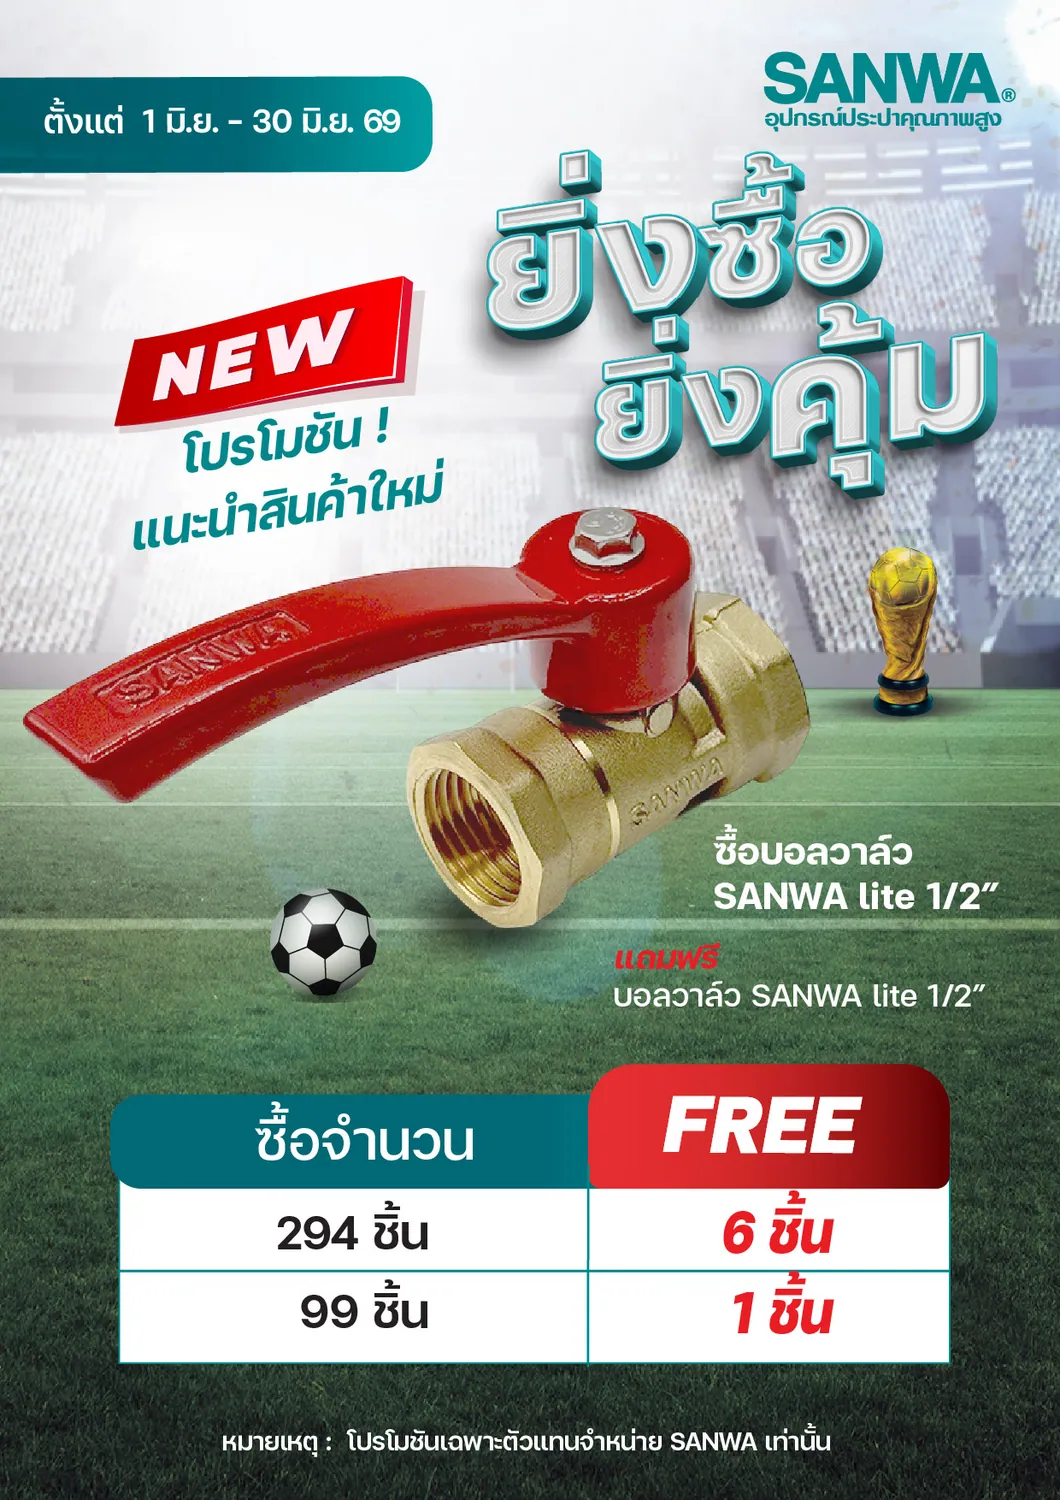 ตั้งแต่ 1 มิ.ย. - 30 มิ.ย. 69
SANWA®
อุปกรณ์ประปาคุณภาพสูง
ยิ่งซื้อ
ยิ่งคุ้ม
NEW
โปรโมชัน !
แนะนำสินค้าใหม่
SANWA
SANWA
ซื้อบอลวาล์ว
SANWA lite 1/2”
แถมฟรี
บอลวาล์ว SANWA lite 1/2”
ซื้อจำนวน FREE
294 ชิ้น 6 ชิ้น
99 ชิ้น 1 ชิ้น
หมายเหตุ : โปรโมชันเฉพาะตัวแทนจำหน่าย SANWA เท่านั้น